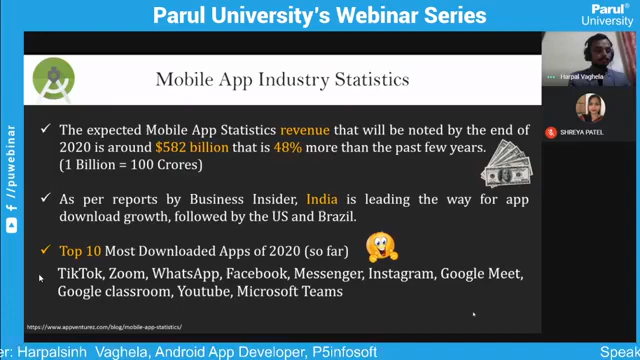 Parul University's Webinar Series
Parul®
University
Mobile App Industry Statistics
Harpal Vaghela
SHREYA PATEL
/puwebinar
✓ The expected Mobile App Statistics revenue that will be noted by the end of
2020 is around $582 billion that is 48% more than the past few years.
(1 Billion = 100 Crores)
✓ As per reports by Business Insider, India is leading the way for app
download growth, followed by the US and Brazil.
✓ Top 10 Most Downloaded Apps of 2020 (so far)
TikTok, Zoom, WhatsApp, Facebook, Messenger, Instagram, Google Meet,
Google classroom, Youtube, Microsoft Teams
https://www.appventurez.com/blog/mobile-app-statistics/
er: Harpalsinh Vaghela, Android App Developer, P5infosoft
Speak